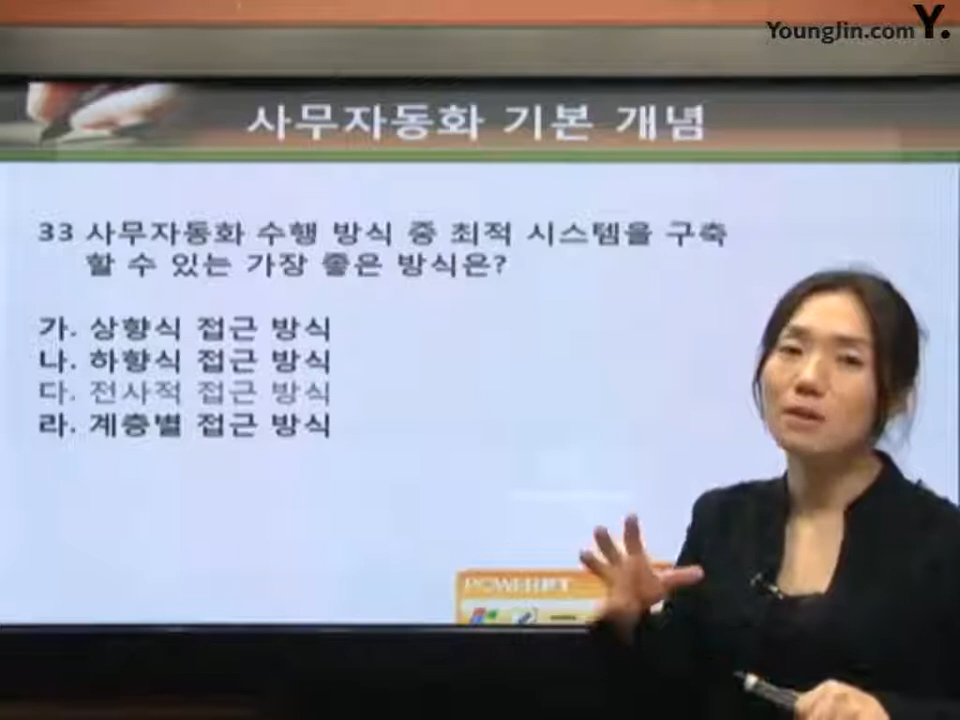 YoungJin.com Y.
사무자동화 기본 개념
33 사무자동화 수행 방식 중 최적 시스템을 구축
할 수 있는 가장 좋은 방식은?
가. 상향식 접근 방식
나. 하향식 접근 방식
다. 전사적 접근 방식
라. 계층별 접근 방식